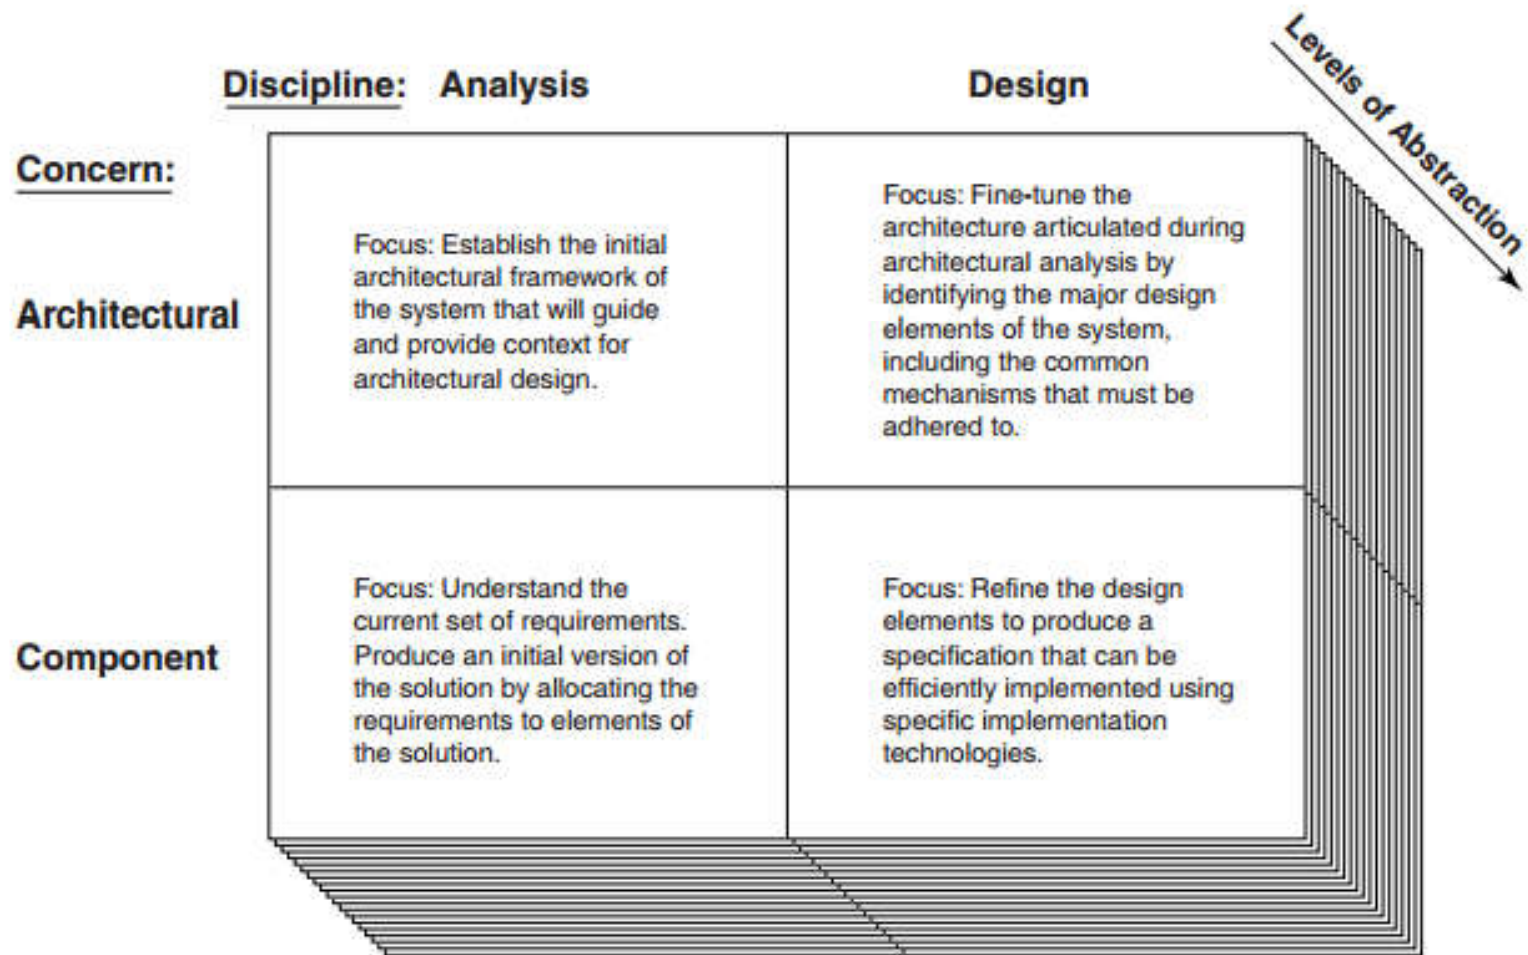 Levels of Abstraction
Discipline: Analysis
Design
Concern:
Architectural
Focus: Establish the initial
architectural framework of
the system that will guide
and provide context for
architectural design.
Focus: Fine-tune the
architecture articulated during
architectural analysis by
identifying the major design
elements of the system,
including the common
mechanisms that must be
adhered to.
Component
Focus: Understand the
current set of requirements.
Produce an initial version of
the solution by allocating the
requirements to elements of
the solution.
Focus: Refine the design
elements to produce a
specification that can be
efficiently implemented using
specific implementation
technologies.